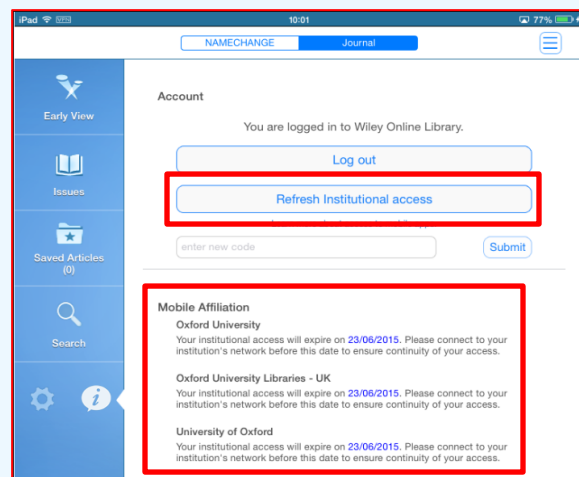 iPad VPN 10:01 77%
NAMECHANGE Journal
Early View
Issues
Saved Articles
(0)
Search
Account
You are logged in to Wiley Online Library.
Log out
Refresh Institutional access
enter new code Submit
Mobile Affiliation
Oxford University
Your institutional access will expire on 23/06/2015. Please connect to your
institution's network before this date to ensure continuity of your access.
Oxford University Libraries - UK
Your institutional access will expire on 23/06/2015. Please connect to your
institution's network before this date to ensure continuity of your access.
University of Oxford
Your institutional access will expire on 23/06/2015. Please connect to your
institution's network before this date to ensure continuity of your access.